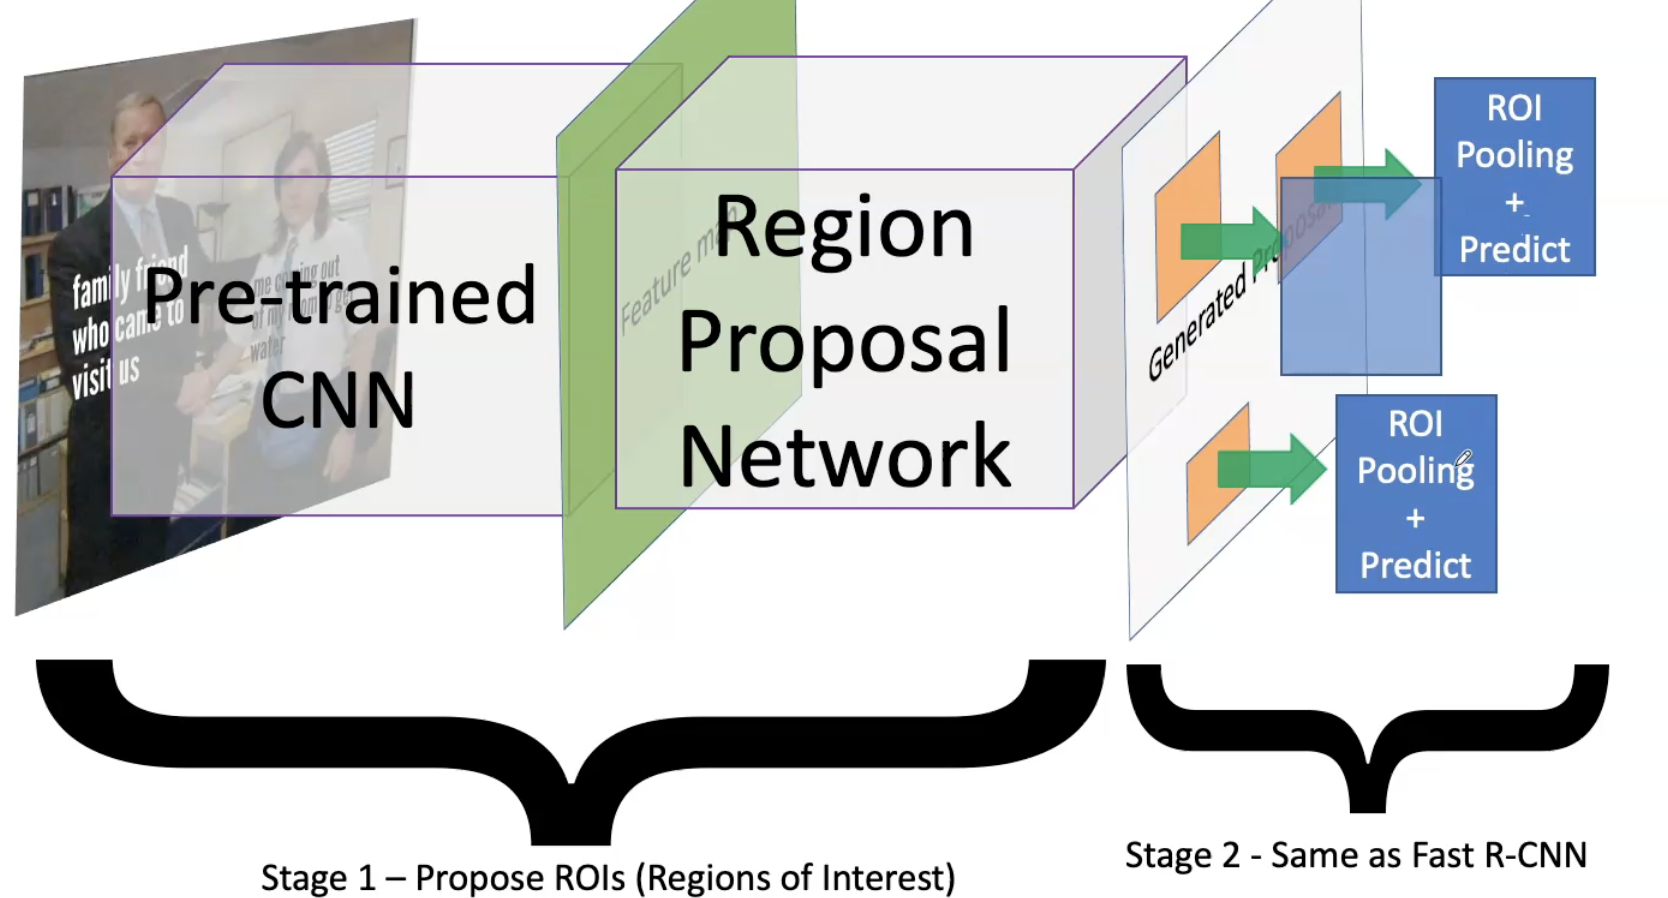 family friend
who came to
visit us
me coming out
of my room to get
water
Pre-trained
CNN
Feature map
Region
Proposal
Network
Generated Proposals
ROI
Pooling
+
Predict
ROI
Pooling
+
Predict
Stage 1 – Propose ROIs (Regions of Interest)
Stage 2 - Same as Fast R-CNN